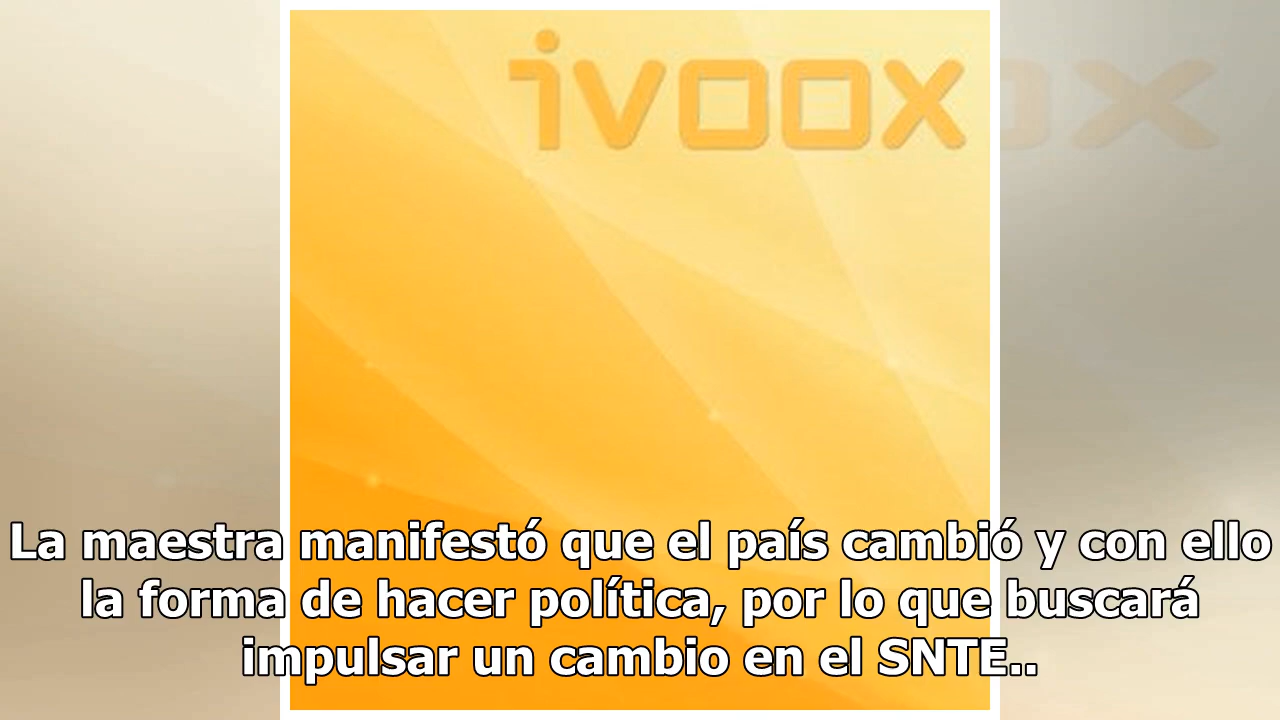 ivoox
ox
La maestra manifestó que el país cambió y con ello
la forma de hacer política, por lo que buscará
impulsar un cambio en el SNTE..